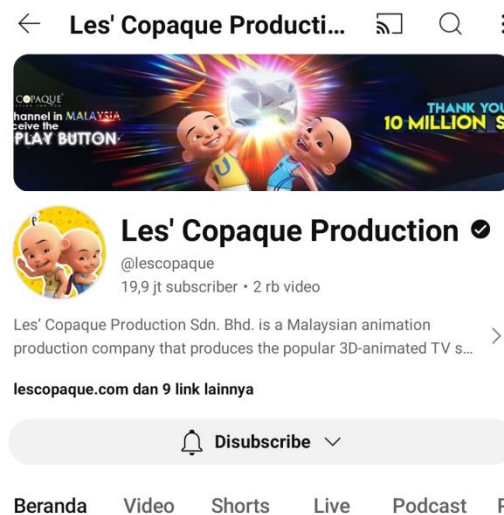 Les' Copaque Producti...
COPAQUE
hannel in MALAYSIA
ceive the
PLAY BUTTON
THANK YOU
10 MILLION S
U
i
Les' Copaque Production
@lescopaque
19,9 jt subscriber • 2 rb video
Les' Copaque Production Sdn. Bhd. is a Malaysian animation
production company that produces the popular 3D-animated TV s...
lescopaque.com dan 9 link lainnya
Disubscribe
Beranda Video Shorts Live Podcast